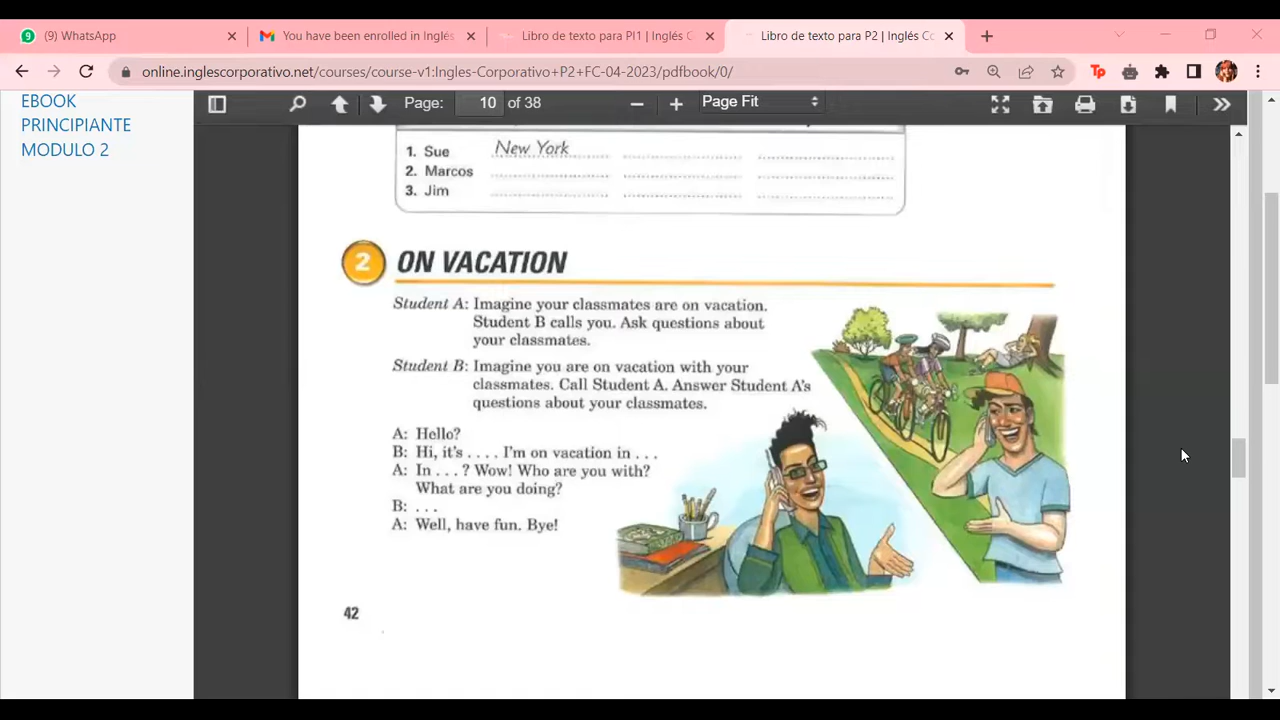 (9) WhatsApp
You have been enrolled in Inglés
Libro de texto para PI1 | Inglés C
Libro de texto para P2 | Inglés Co
online.inglescorporativo.net/courses/course-v1:Ingles-Corporativo+P2+FC-04-2023/pdfbook/0/
EBOOK
PRINCIPIANTE
MODULO 2
Page: 10 of 38
Page Fit
1. Sue New York
2. Marcos
3. Jim
2 ON VACATION
Student A: Imagine your classmates are on vacation.
Student B calls you. Ask questions about
your classmates.
Student B: Imagine you are on vacation with your
classmates. Call Student A. Answer Student A's
questions about your classmates.
A: Hello?
B: Hi, it's . . . . I'm on vacation in . . .
A: In . . . ? Wow! Who are you with?
What are you doing?
B: . . .
A: Well, have fun. Bye!
42